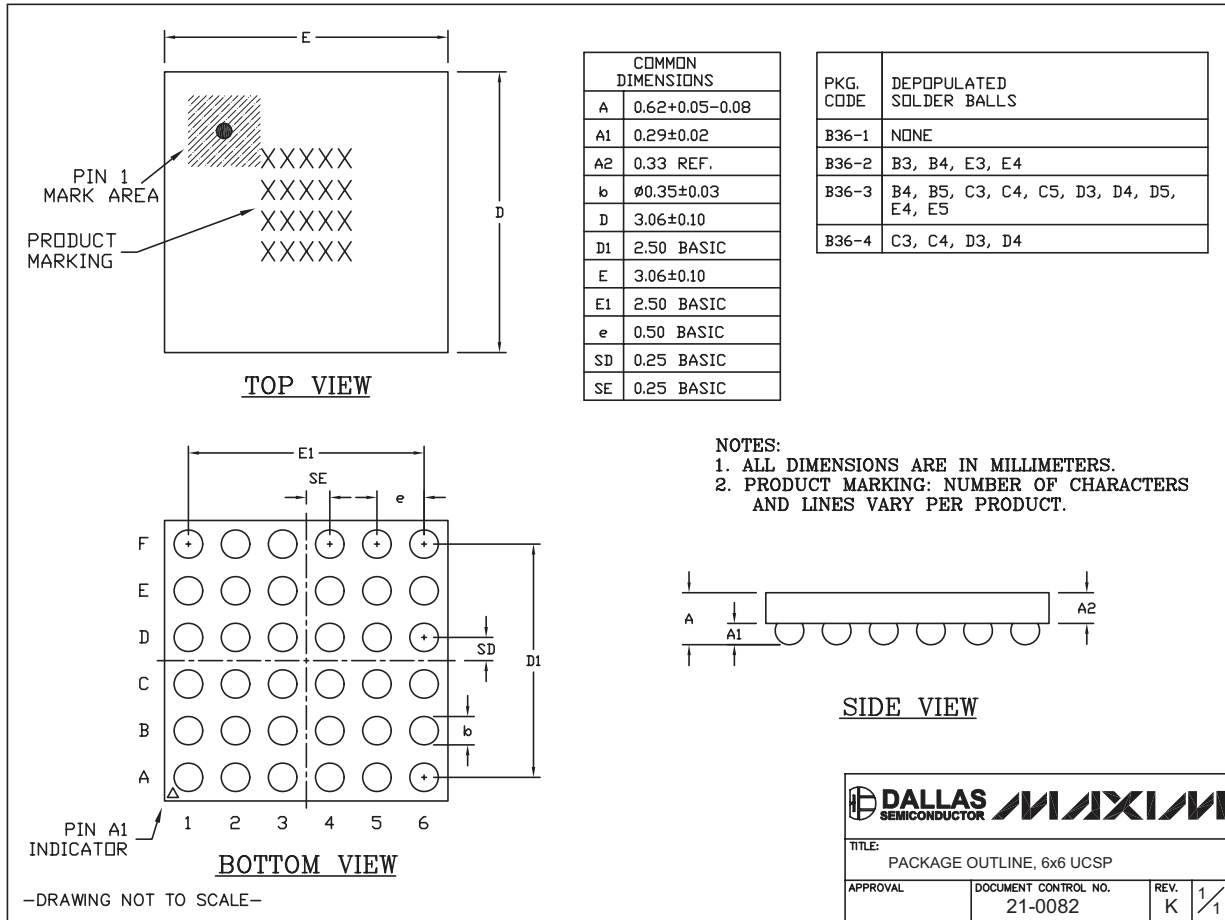 E
D
PIN 1
MARK AREA
PRODUCT
MARKING
XXXXX
XXXXX
XXXXX
XXXXX
TOP VIEW
COMMON
DIMENSIONS
A 0.62+0.05-0.08
A1 0.29±0.02
A2 0.33 REF.
b ø0.35±0.03
D 3.06±0.10
D1 2.50 BASIC
E 3.06±0.10
E1 2.50 BASIC
e 0.50 BASIC
SD 0.25 BASIC
SE 0.25 BASIC
PKG.
CODE
DEPOPULATED
SOLDER BALLS
B36-1 NONE
B36-2 B3, B4, E3, E4
B36-3 B4, B5, C3, C4, C5, D3, D4, D5,
E4, E5
B36-4 C3, C4, D3, D4
NOTES:
1. ALL DIMENSIONS ARE IN MILLIMETERS.
2. PRODUCT MARKING: NUMBER OF CHARACTERS
AND LINES VARY PER PRODUCT.
E1
SE
e
F
E
D
C
B
A
SD
D1
b
1 2 3 4 5 6
PIN A1
INDICATOR
BOTTOM VIEW
-DRAWING NOT TO SCALE-
A
A1
A2
SIDE VIEW
DALLAS
SEMICONDUCTOR
MAXIM
TITLE:
PACKAGE OUTLINE, 6x6 UCSP
APPROVAL
DOCUMENT CONTROL NO.
21-0082
REV.
K
1/1